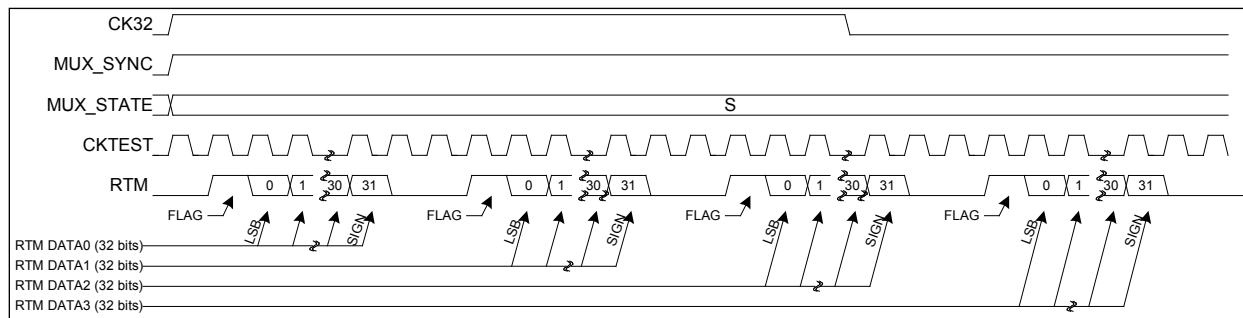 CK32
MUX_SYNC
MUX_STATE
S
CKTEST
RTM
0 1 30 31
0 1 30 31
0 1 30 31
0 1 30 31
FLAG
FLAG
FLAG
FLAG
LSB SIGN
LSB SIGN
LSB SIGN
LSB SIGN
RTM DATA0 (32 bits)
RTM DATA1 (32 bits)
RTM DATA2 (32 bits)
RTM DATA3 (32 bits)